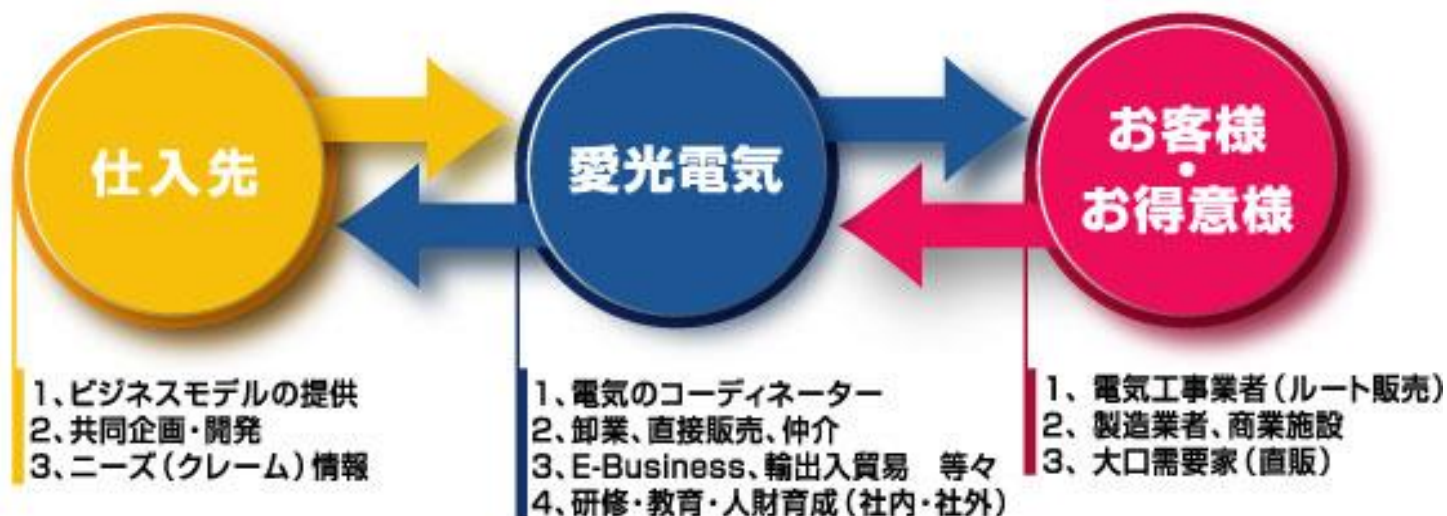 仕入先
愛光電気
お客様
・
お得意様
1、ビジネスモデルの提供
2、共同企画・開発
3、ニーズ(クレーム)情報
1、電気のコーディネーター
2、卸業、直接販売、仲介
3、E-Business、輸出入貿易　等々
4、研修・教育・人財育成(社内・社外)
1、電気工事業者(ルート販売)
2、製造業者、商業施設
3、大口需要家(直販)